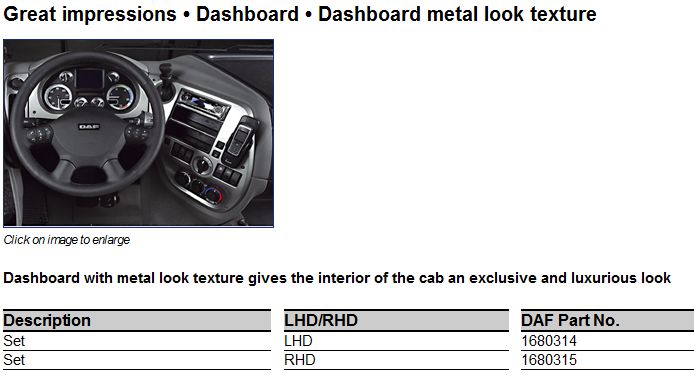 Great impressions • Dashboard • Dashboard metal look texture
DAF
Click on image to enlarge
Dashboard with metal look texture gives the interior of the cab an exclusive and luxurious look
Description LHD/RHD DAF Part No.
Set LHD 1680314
Set RHD 1680315